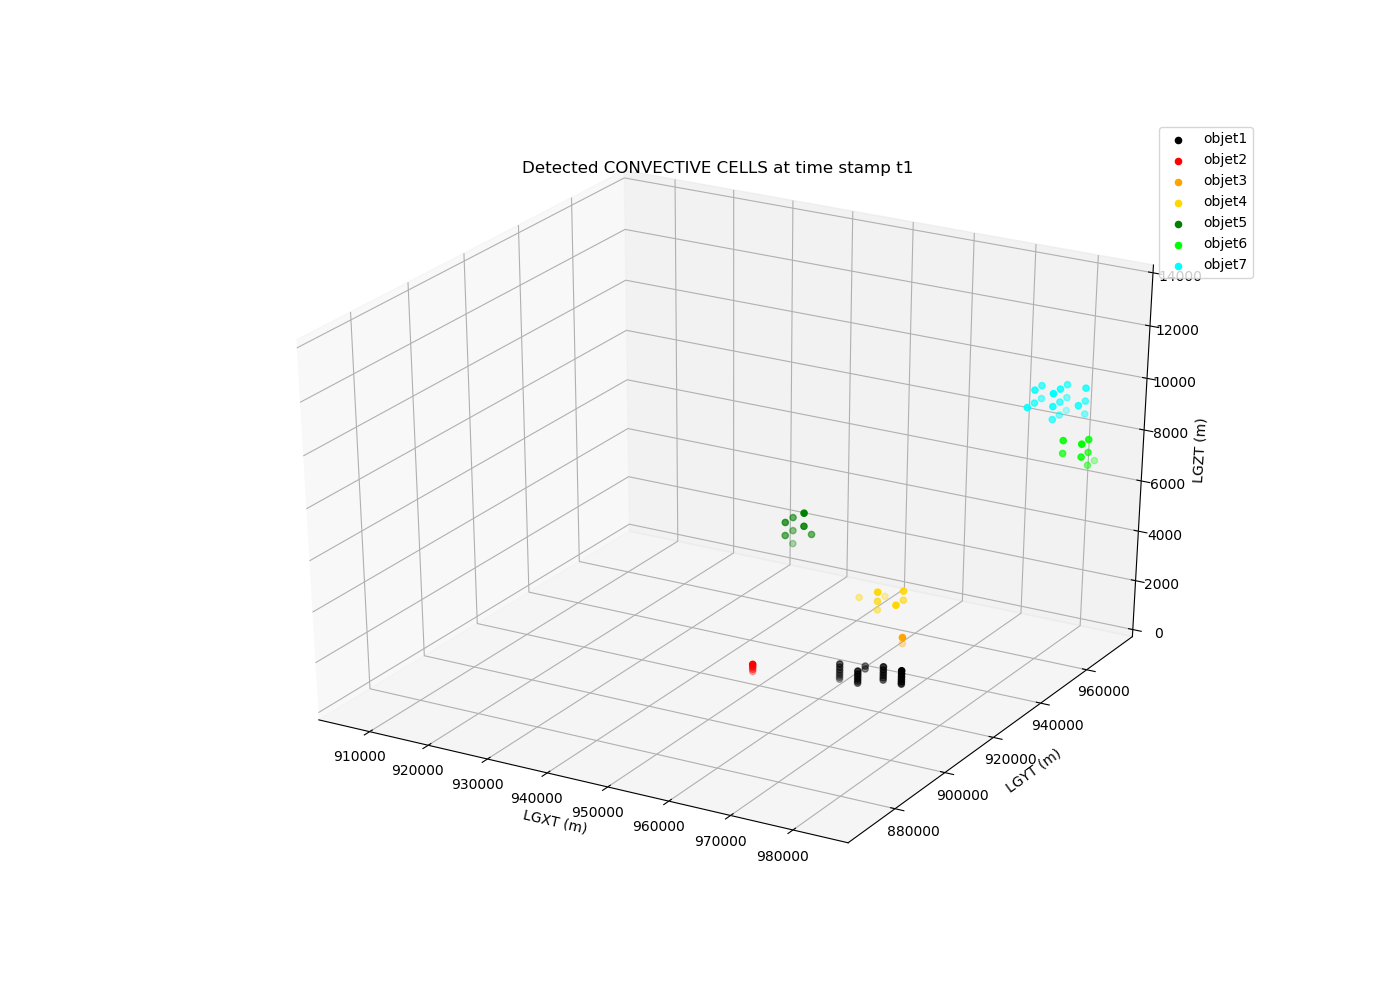 Detected CONVECTIVE CELLS at time stamp t1
objet1
objet2
objet3
objet4
objet5
objet6
objet7
14000
12000
10000
8000
6000
4000
2000
0
LGZT (m)
960000
940000
920000
900000
880000
LGYT (m)
910000
920000
930000
940000
950000
960000
970000
980000
LGXT (m)